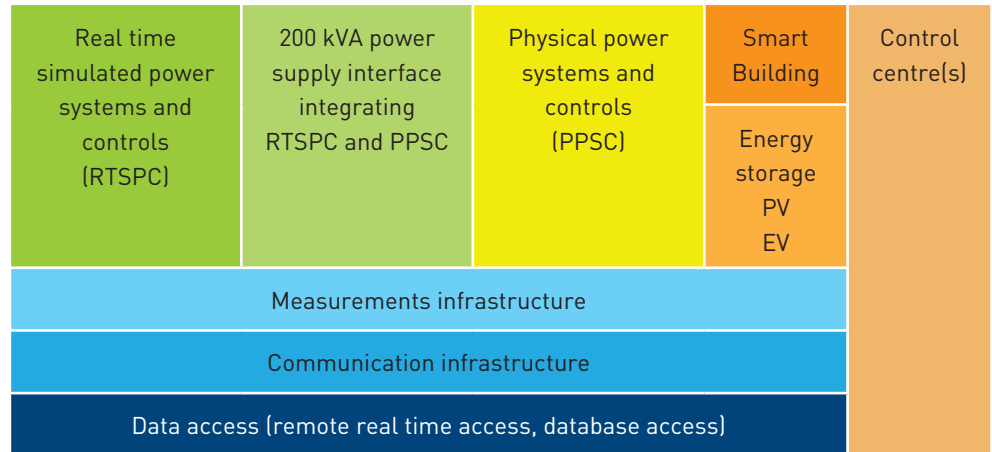 Real time
simulated power
systems and
controls
(RTSPC)
200 kVA power
supply interface
integrating
RTSPC and PPSC
Physical power
systems and
controls
(PPSC)
Smart
Building
Energy
storage
PV
EV
Control
centre(s)
Measurements infrastructure
Communication infrastructure
Data access (remote real time access, database access)